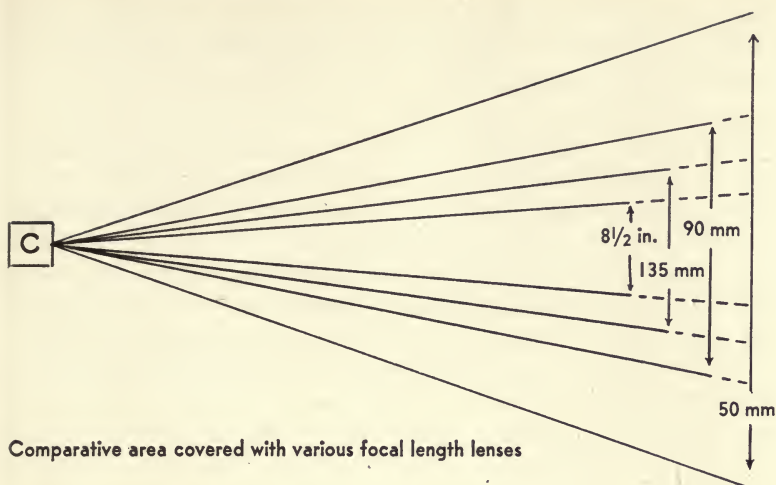 C
8½ in.
90 mm
135 mm
50 mm
Comparative area covered with various focal length lenses